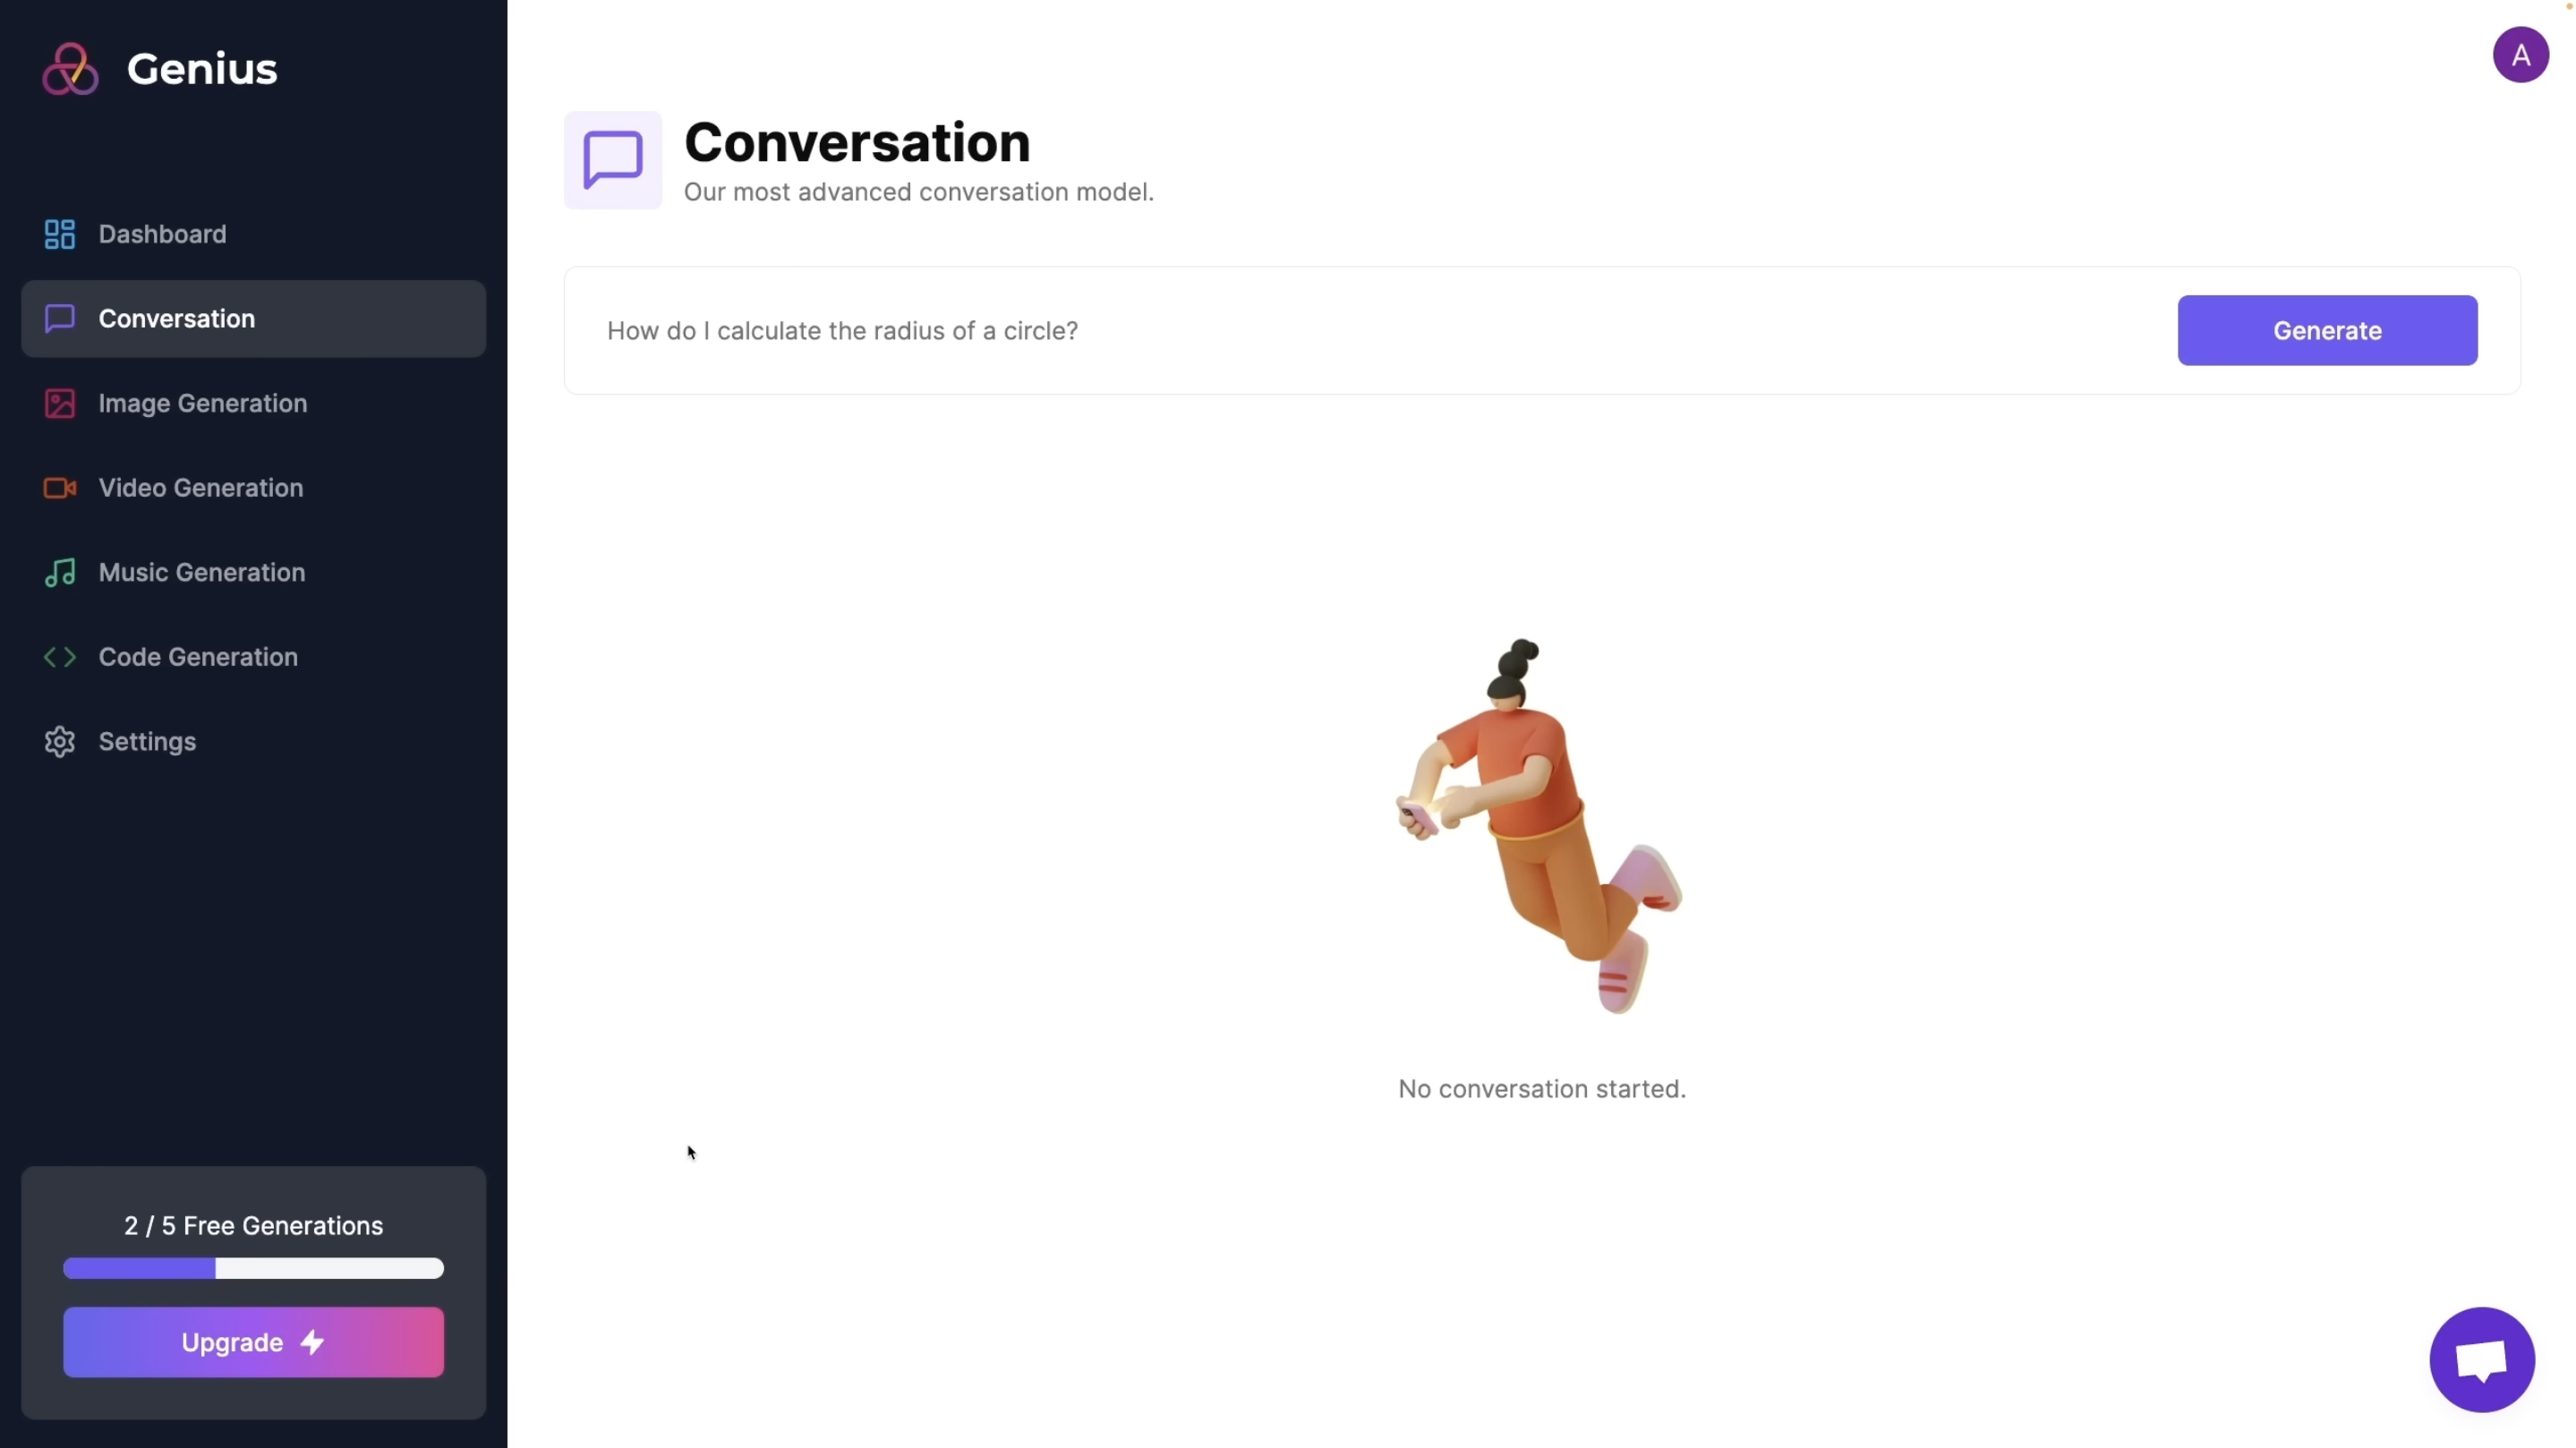 Genius
A
Conversation
Our most advanced conversation model.
Dashboard
Conversation
Image Generation
Video Generation
Music Generation
Code Generation
Settings
How do I calculate the radius of a circle?
Generate
No conversation started.
2 / 5 Free Generations
Upgrade